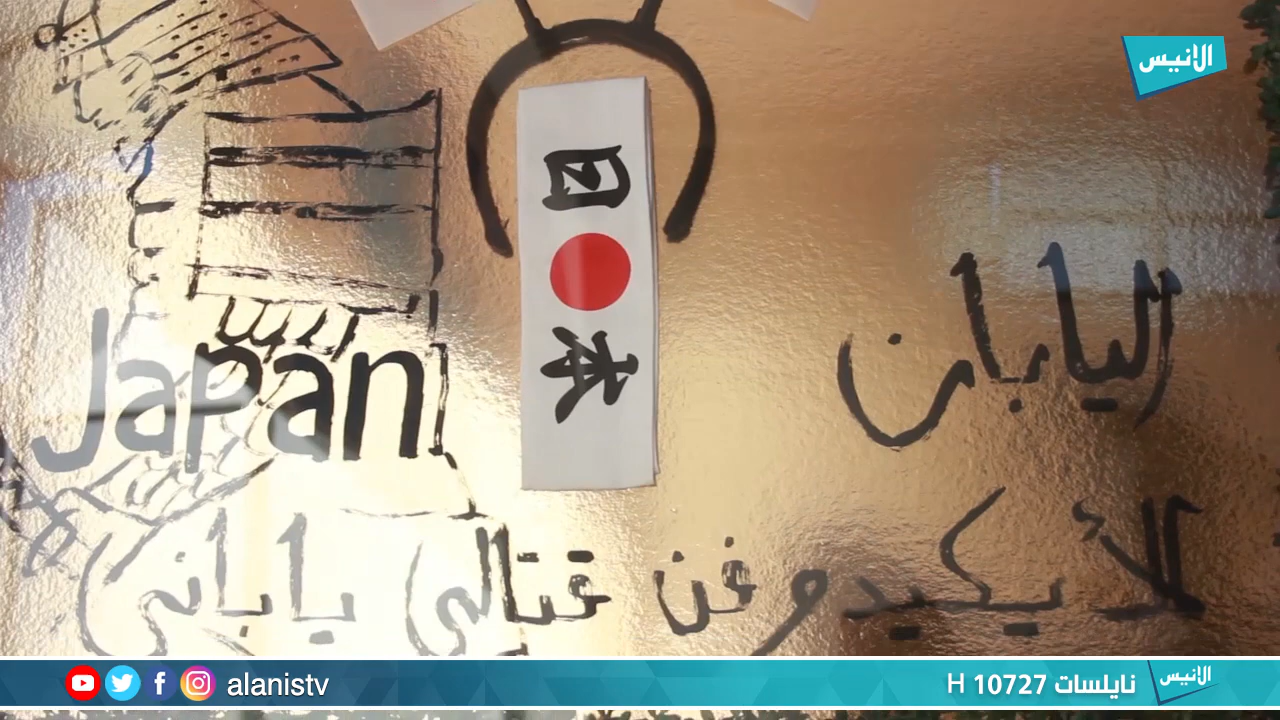 الانيس
日本
اليابان
Japan
الأيكيدو فن قتالي ياباني
alanistv
نايلسات 10727 H
الانيس